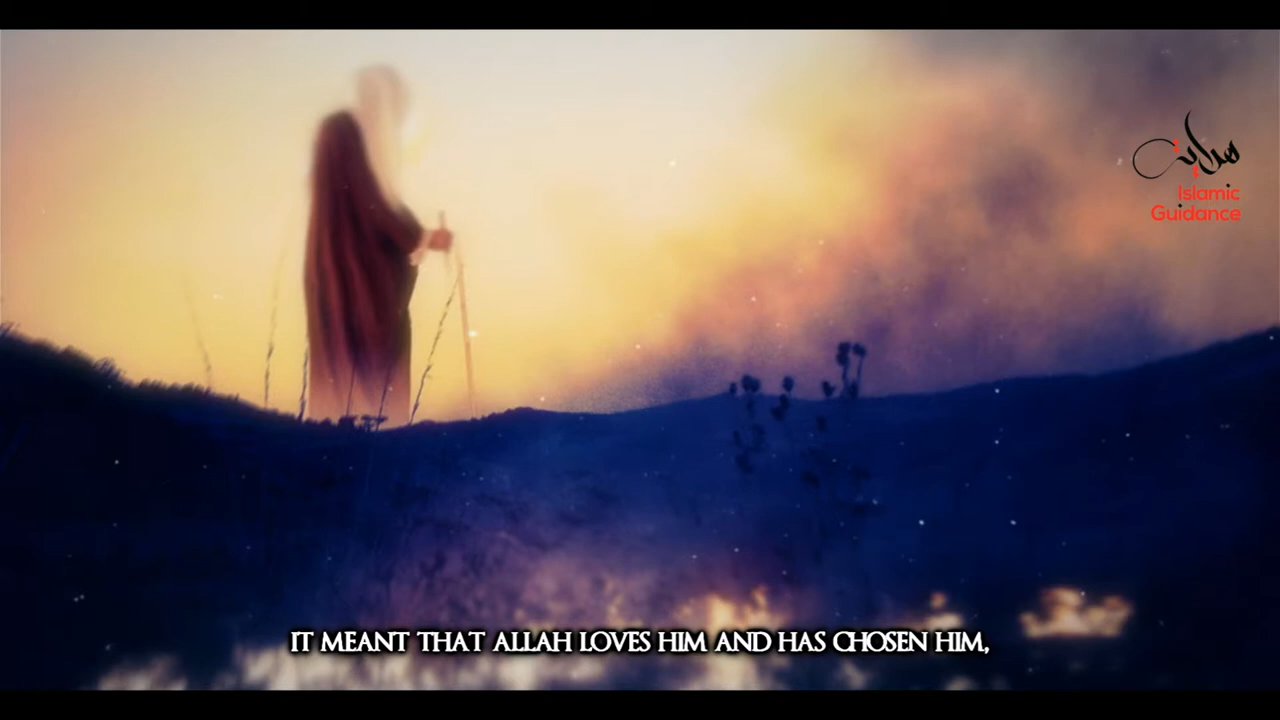 هداية
Islamic
Guidance
IT MEANT THAT ALLAH LOVES HIM AND HAS CHOSEN HIM,